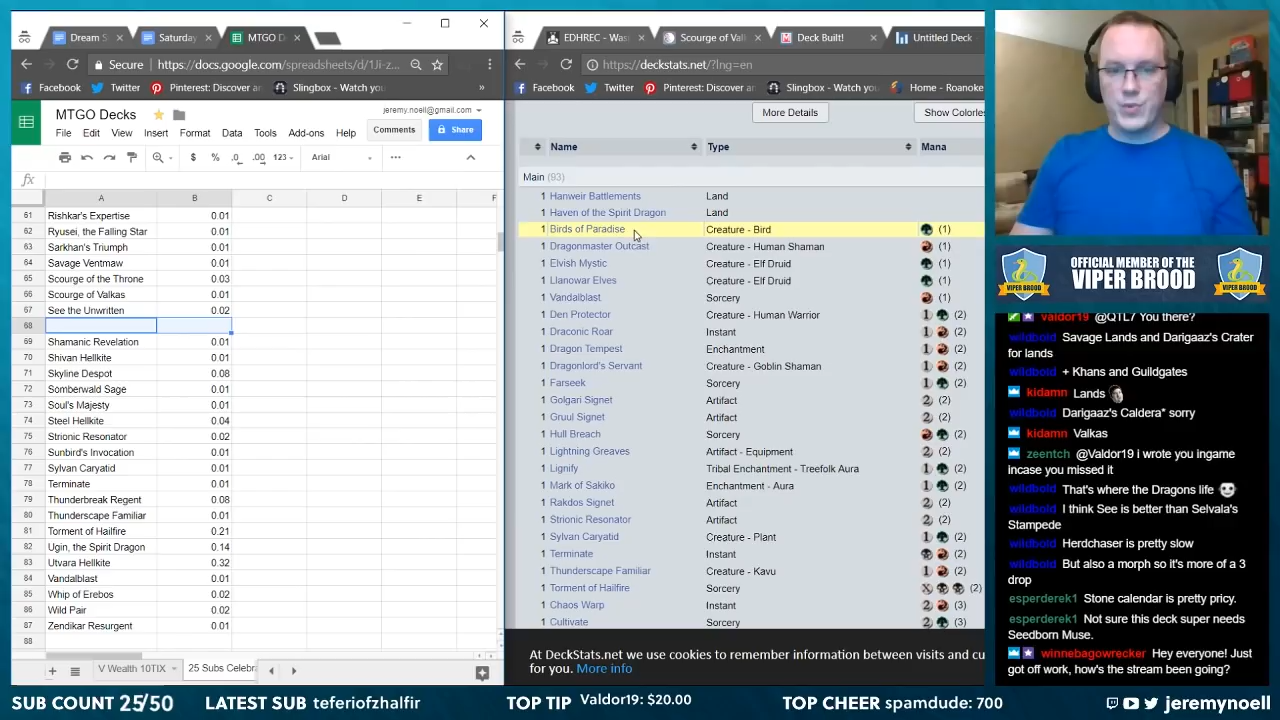 Dream S
Saturday
MTGO D
Secure
https://docs.google.com/spreadsheets/d/1Ji-z...
Facebook
Twitter
Pinterest: Discover ar
Slingbox - Watch you
»
MTGO Decks
jeremy.noell@gmail.com
File
Edit
View
Insert
Format
Data
Tools
Add-ons
Help
Comments
Share
$
%
.0
.00
123
Arial
fx
A
B
C
D
E
F
61 Rishkar's Expertise 0.01
62 Ryusei, the Falling Star 0.01
63 Sarkhan's Triumph 0.01
64 Savage Ventmaw 0.01
65 Scourge of the Throne 0.03
66 Scourge of Valkas 0.01
67 See the Unwritten 0.02
68
69 Shamanic Revelation 0.01
70 Shivan Hellkite 0.01
71 Skyline Despot 0.08
72 Somberwald Sage 0.01
73 Soul's Majesty 0.01
74 Steel Hellkite 0.04
75 Strionic Resonator 0.02
76 Sunbird's Invocation 0.01
77 Sylvan Caryatid 0.01
78 Terminate 0.01
79 Thunderbreak Regent 0.08
80 Thunderscape Familiar 0.01
81 Torment of Hailfire 0.21
82 Ugin, the Spirit Dragon 0.14
83 Utvara Hellkite 0.32
84 Vandalblast 0.01
85 Whip of Erebos 0.02
86 Wild Pair 0.02
87 Zendikar Resurgent 0.01
88
V Wealth 10TIX
25 Subs Celebra
EDHREC - Wasi
Scourge of Valk
Deck Built!
Untitled Deck
https://deckstats.net/?lng=en
Facebook
Twitter
Pinterest: Discover ar
Slingbox - Watch you
Home - Roanoke
More Details
Show Colorles
Name
Type
Mana
Main (93)
1 Hanweir Battlements Land
1 Haven of the Spirit Dragon Land
1 Birds of Paradise Creature - Bird (1)
1 Dragonmaster Outcast Creature - Human Shaman (1)
1 Elvish Mystic Creature - Elf Druid (1)
1 Llanowar Elves Creature - Elf Druid (1)
1 Vandalblast Sorcery (1)
1 Den Protector Creature - Human Warrior 1 (2)
1 Draconic Roar Instant 1 (2)
1 Dragon Tempest Enchantment 1 (2)
1 Dragonlord's Servant Creature - Goblin Shaman 1 (2)
1 Farseek Sorcery 1 (2)
1 Golgari Signet Artifact 2 (2)
1 Gruul Signet Artifact 2 (2)
1 Hull Breach Sorcery (2)
1 Lightning Greaves Artifact - Equipment 2 (2)
1 Lignify Tribal Enchantment - Treefolk Aura 1 (2)
1 Mark of Sakiko Enchantment - Aura 1 (2)
1 Rakdos Signet Artifact 2 (2)
1 Strionic Resonator Artifact 2 (2)
1 Sylvan Caryatid Creature - Plant 1 (2)
1 Terminate Instant (2)
1 Thunderscape Familiar Creature - Kavu 1 (2)
1 Torment of Hailfire Sorcery X (2)
1 Chaos Warp Instant 2 (3)
1 Cultivate Sorcery 2 (3)
At DeckStats.net we use cookies to remember information between visits and cu
for you. More info
OFFICIAL MEMBER OF THE
VIPER BROOD
valdor19 @QTL7 You there?
wildbold Savage Lands and Darigaaz's Crater
for lands
wildbold + Khans and Guildgates
kidamn Lands
wildbold Darigaaz's Caldera* sorry
kidamn Valkas
zeentch @Valdor19 i wrote you ingame
incase you missed it
wildbold That's where the Dragons life
wildbold I think See is better than Selvala's
Stampede
wildbold Herdchaser is pretty slow
wildbold But also a morph so it's more of a 3
drop
esperderek1 Stone calendar is pretty pricy.
esperderek1 Not sure this deck super needs
Seedborn Muse.
winnebagowrecker Hey everyone! Just
got off work, how's the stream been going?
SUB COUNT 25/50
LATEST SUB teferiofzhalfir
TOP TIP Valdor19: $20.00
TOP CHEER spamdude: 700
jeremynoell